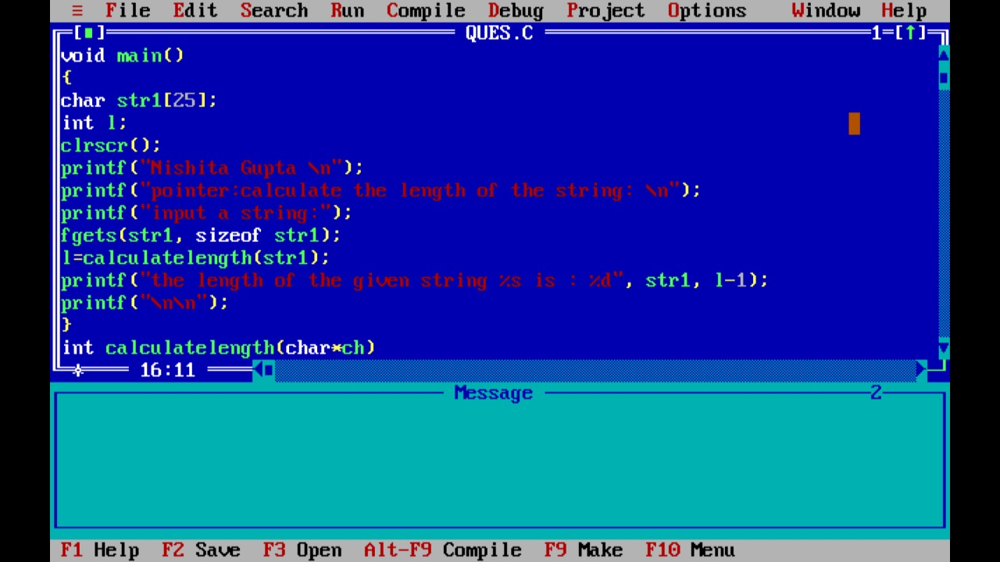 ≡ File Edit Search Run Compile Debug Project Options Window Help
[■] QUES.C 1=[↑]
void main()
{
char str1[25];
int l;
clrscr();
printf("Nishita Gupta \n");
printf("pointer:calculate the length of the string: \n");
printf("input a string:");
fgets(str1, sizeof str1);
l=calculatelength(str1);
printf("the length of the given string %s is : %d", str1, l-1);
printf("\n\n");
}
int calculatelength(char*ch)
16:11
Message 2
F1 Help F2 Save F3 Open Alt-F9 Compile F9 Make F10 Menu